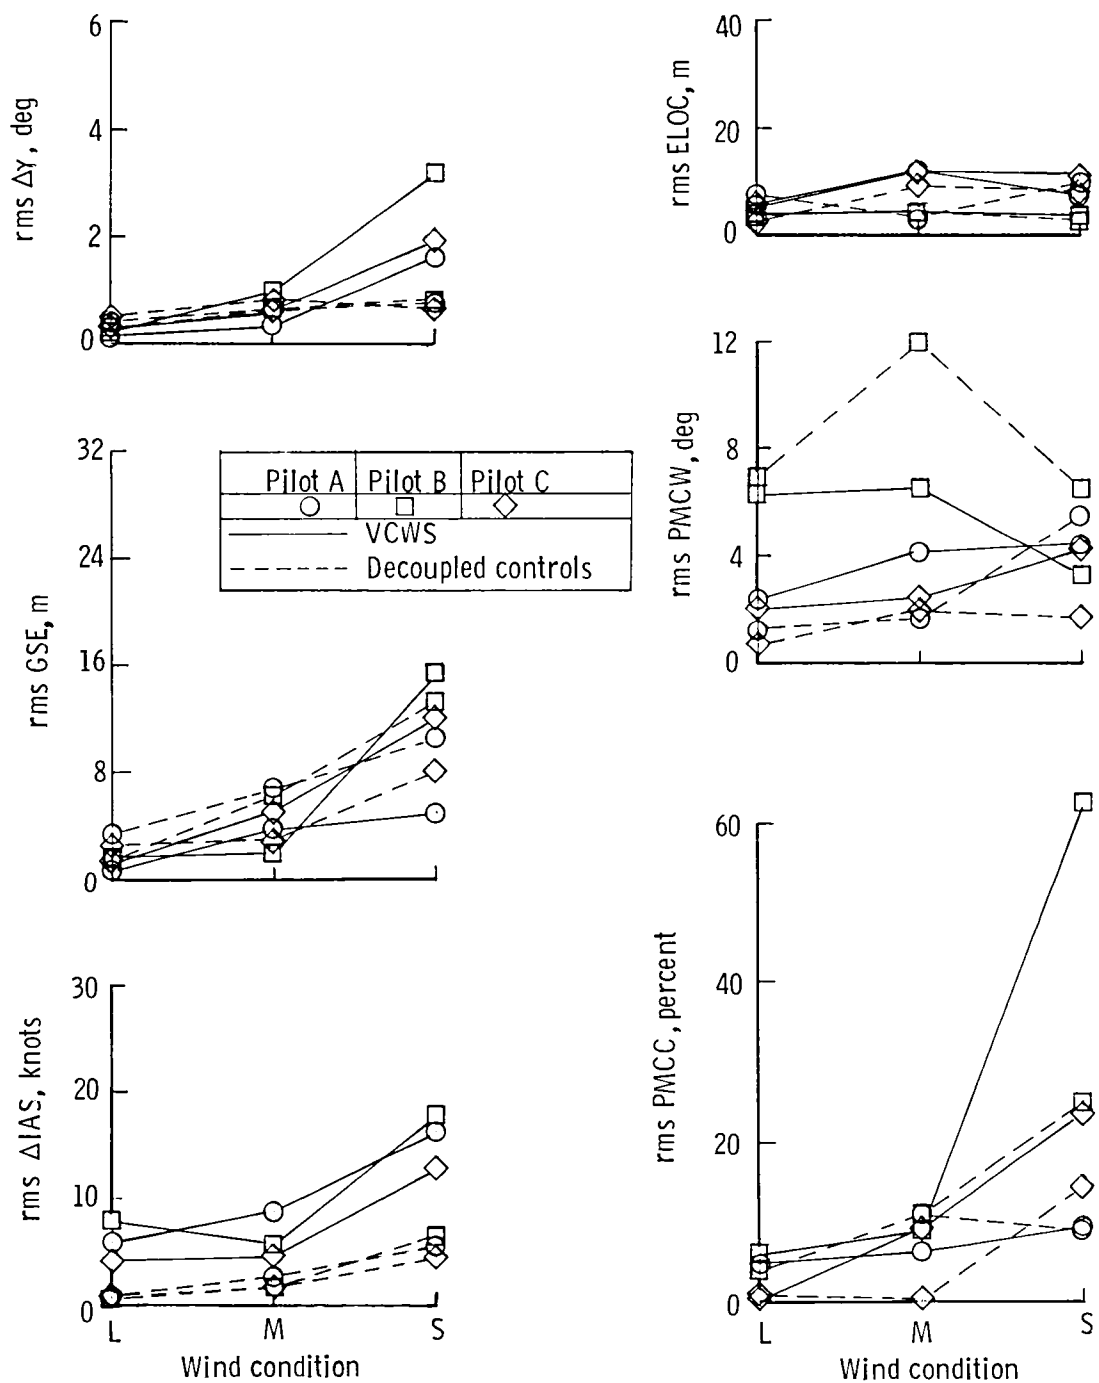 6
4
2
0
rms Δγ, deg
40
20
0
rms ELOC, m
12
8
4
0
rms PMCW, deg
32
24
16
8
0
rms GSE, m
Pilot A Pilot B Pilot C
VCWS
Decoupled controls
30
20
10
0
rms ΔIAS, knots
L M S
Wind condition
60
40
20
0
rms PMCC, percent
L M S
Wind condition